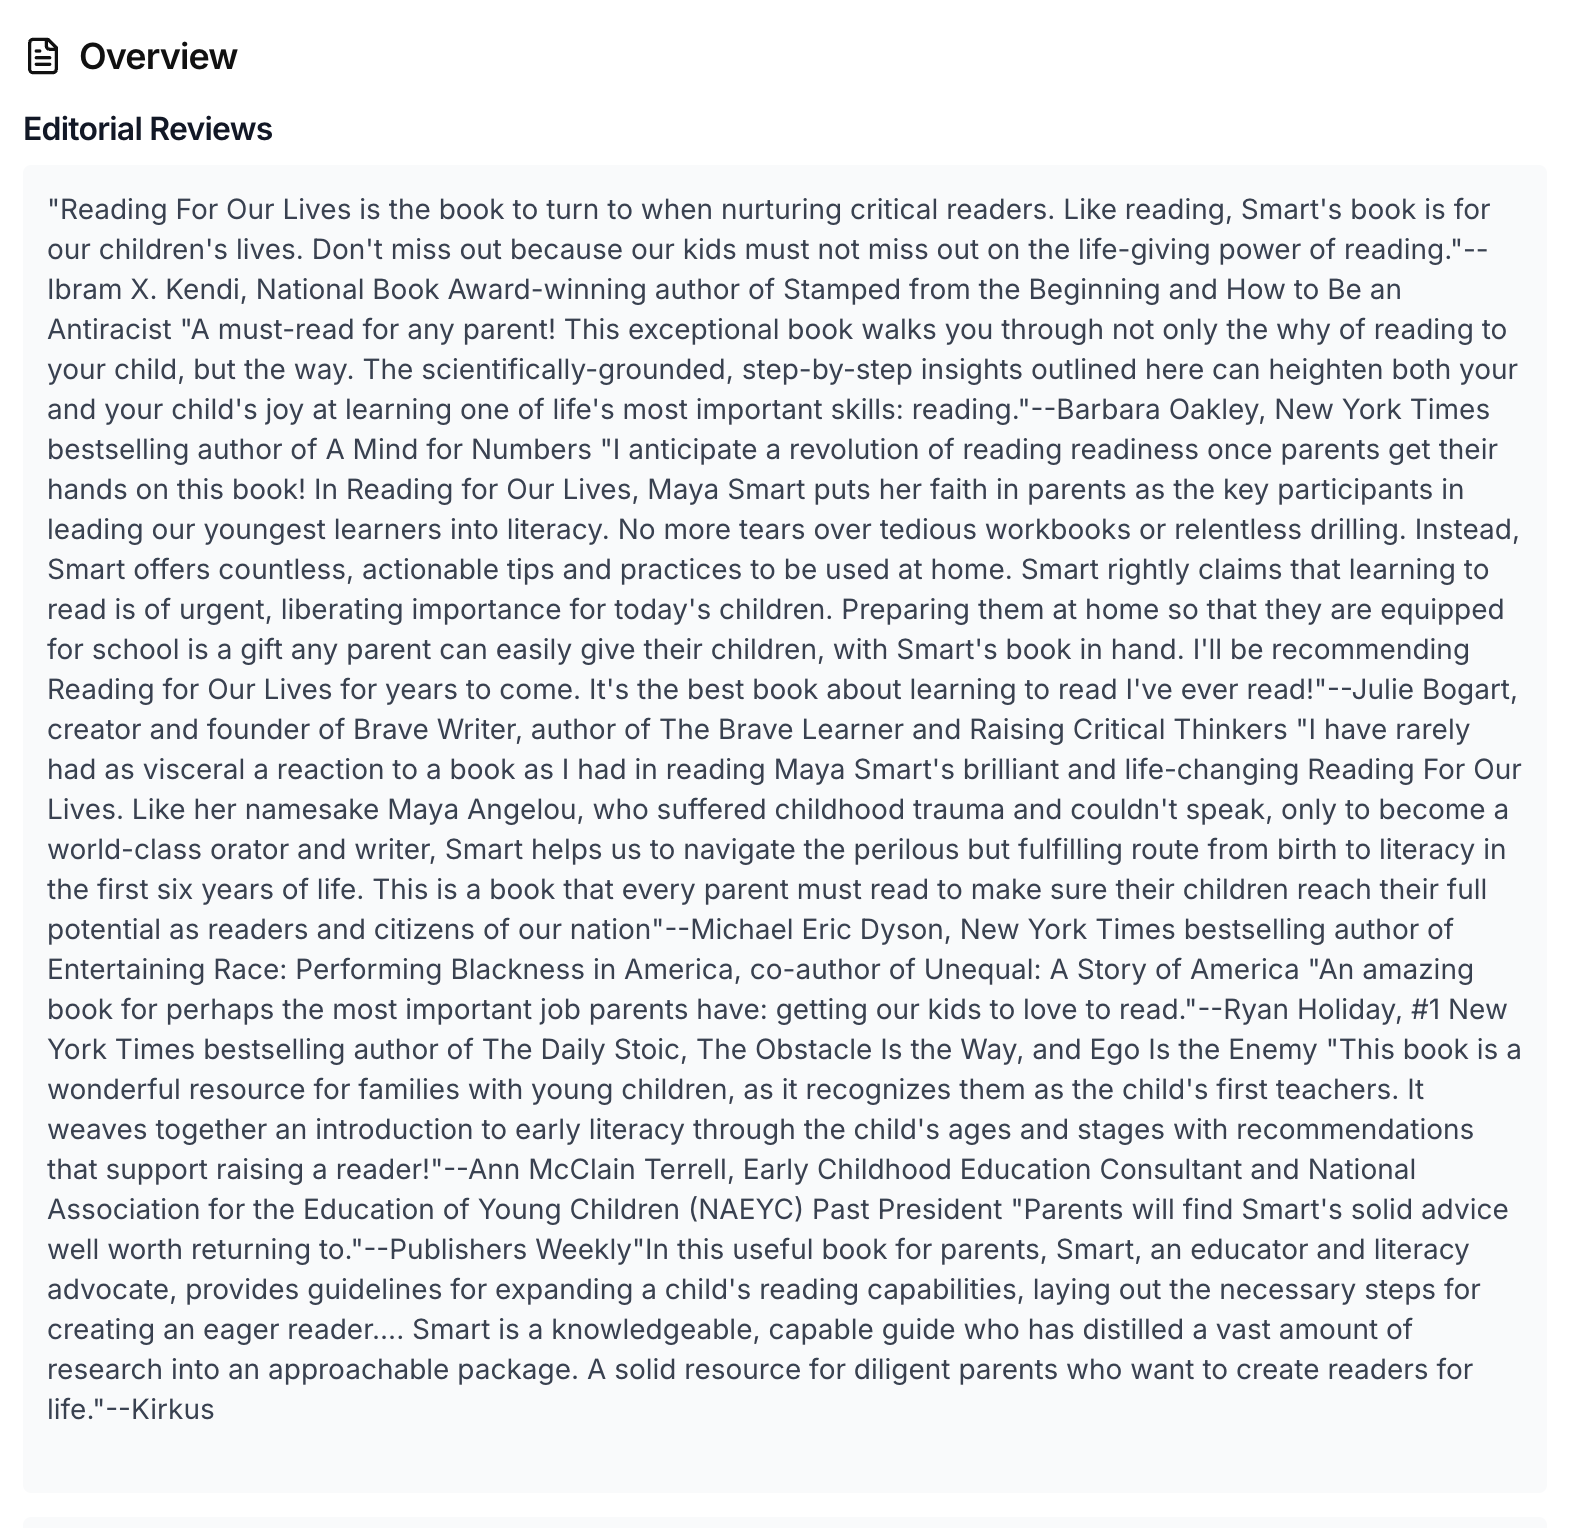 Overview
Editorial Reviews
"Reading For Our Lives is the book to turn to when nurturing critical readers. Like reading, Smart's book is for
our children's lives. Don't miss out because our kids must not miss out on the life-giving power of reading."--
Ibram X. Kendi, National Book Award-winning author of Stamped from the Beginning and How to Be an
Antiracist "A must-read for any parent! This exceptional book walks you through not only the why of reading to
your child, but the way. The scientifically-grounded, step-by-step insights outlined here can heighten both your
and your child's joy at learning one of life's most important skills: reading."--Barbara Oakley, New York Times
bestselling author of A Mind for Numbers "I anticipate a revolution of reading readiness once parents get their
hands on this book! In Reading for Our Lives, Maya Smart puts her faith in parents as the key participants in
leading our youngest learners into literacy. No more tears over tedious workbooks or relentless drilling. Instead,
Smart offers countless, actionable tips and practices to be used at home. Smart rightly claims that learning to
read is of urgent, liberating importance for today's children. Preparing them at home so that they are equipped
for school is a gift any parent can easily give their children, with Smart's book in hand. I'll be recommending
Reading for Our Lives for years to come. It's the best book about learning to read I've ever read!"--Julie Bogart,
creator and founder of Brave Writer, author of The Brave Learner and Raising Critical Thinkers "I have rarely
had as visceral a reaction to a book as I had in reading Maya Smart's brilliant and life-changing Reading For Our
Lives. Like her namesake Maya Angelou, who suffered childhood trauma and couldn't speak, only to become a
world-class orator and writer, Smart helps us to navigate the perilous but fulfilling route from birth to literacy in
the first six years of life. This is a book that every parent must read to make sure their children reach their full
potential as readers and citizens of our nation"--Michael Eric Dyson, New York Times bestselling author of
Entertaining Race: Performing Blackness in America, co-author of Unequal: A Story of America "An amazing
book for perhaps the most important job parents have: getting our kids to love to read."--Ryan Holiday, #1 New
York Times bestselling author of The Daily Stoic, The Obstacle Is the Way, and Ego Is the Enemy "This book is a
wonderful resource for families with young children, as it recognizes them as the child's first teachers. It
weaves together an introduction to early literacy through the child's ages and stages with recommendations
that support raising a reader!"--Ann McClain Terrell, Early Childhood Education Consultant and National
Association for the Education of Young Children (NAEYC) Past President "Parents will find Smart's solid advice
well worth returning to."--Publishers Weekly"In this useful book for parents, Smart, an educator and literacy
advocate, provides guidelines for expanding a child's reading capabilities, laying out the necessary steps for
creating an eager reader.... Smart is a knowledgeable, capable guide who has distilled a vast amount of
research into an approachable package. A solid resource for diligent parents who want to create readers for
life."--Kirkus